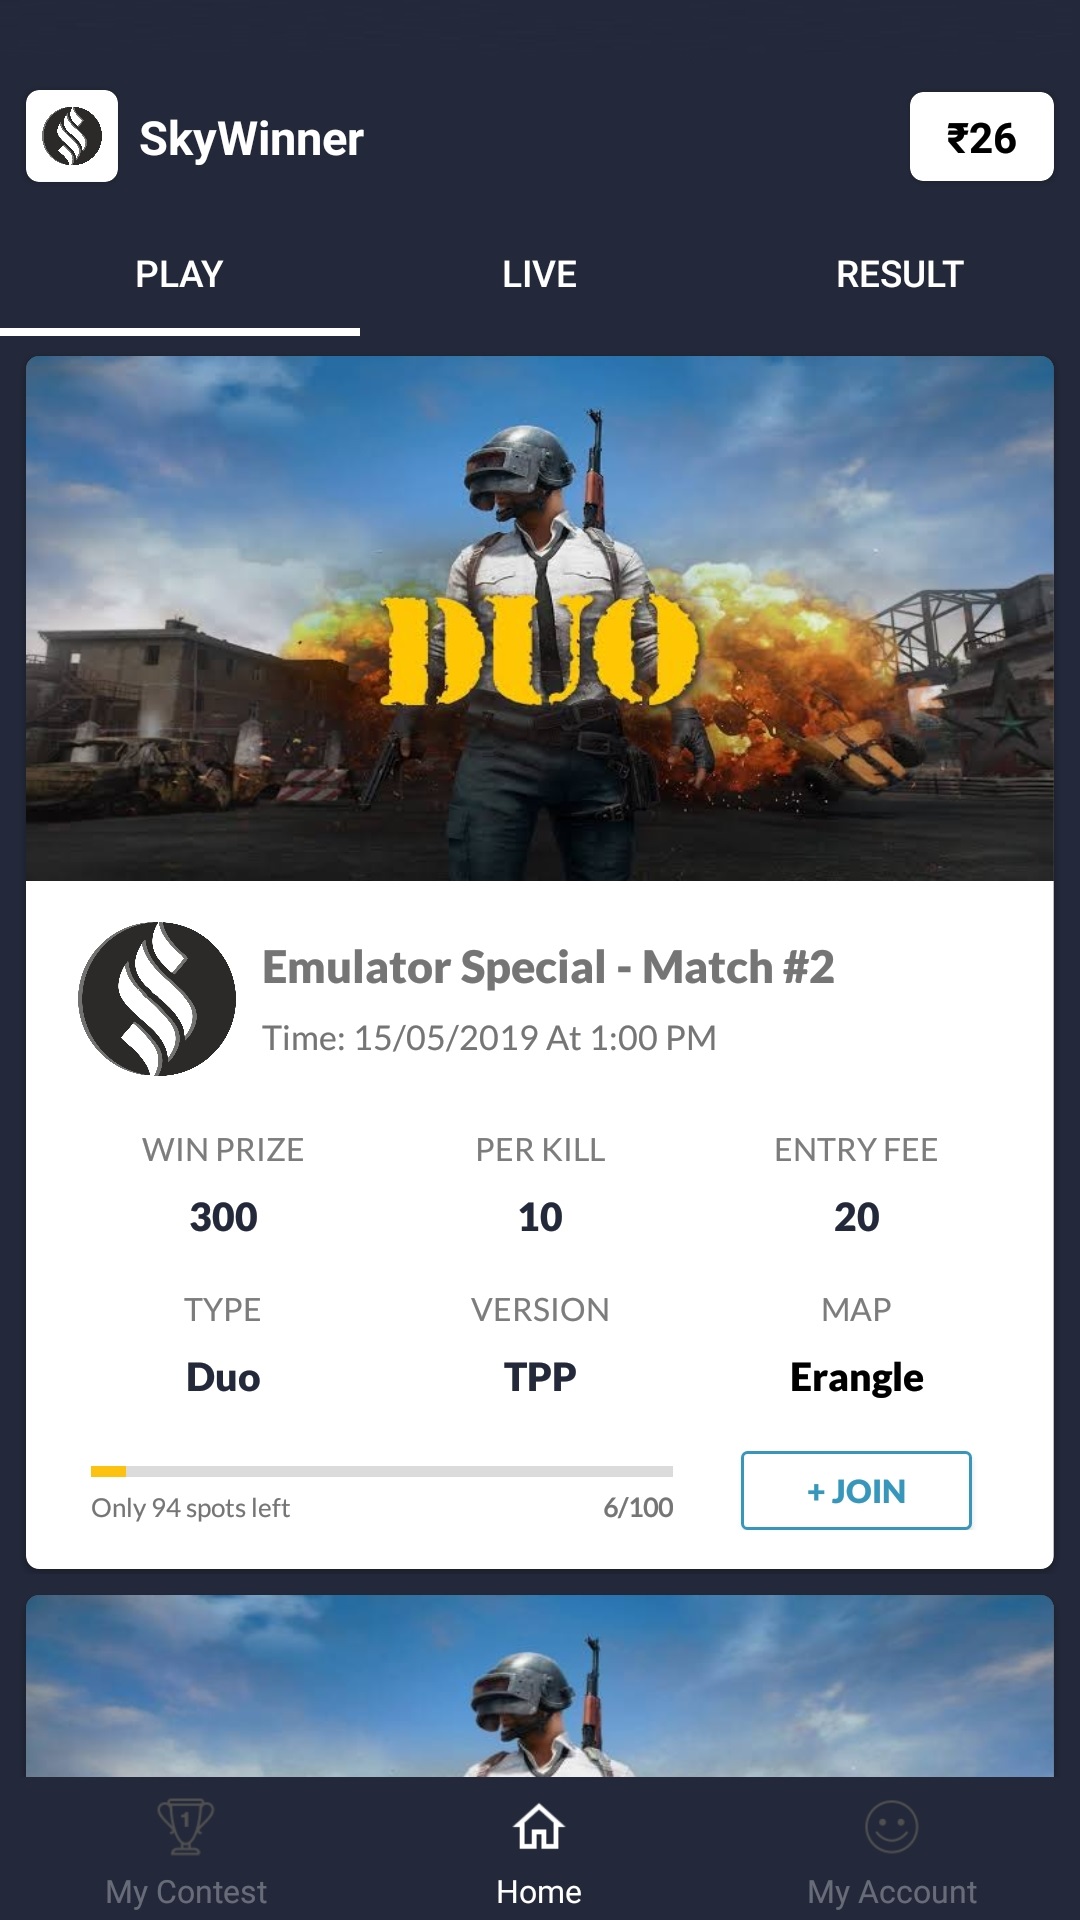 SkyWinner
₹26
PLAY LIVE RESULT
DUO
Emulator Special - Match #2
Time: 15/05/2019 At 1:00 PM
WIN PRIZE PER KILL ENTRY FEE
300 10 20
TYPE VERSION MAP
Duo TPP Erangle
Only 94 spots left 6/100
+ JOIN
1
My Contest Home My Account